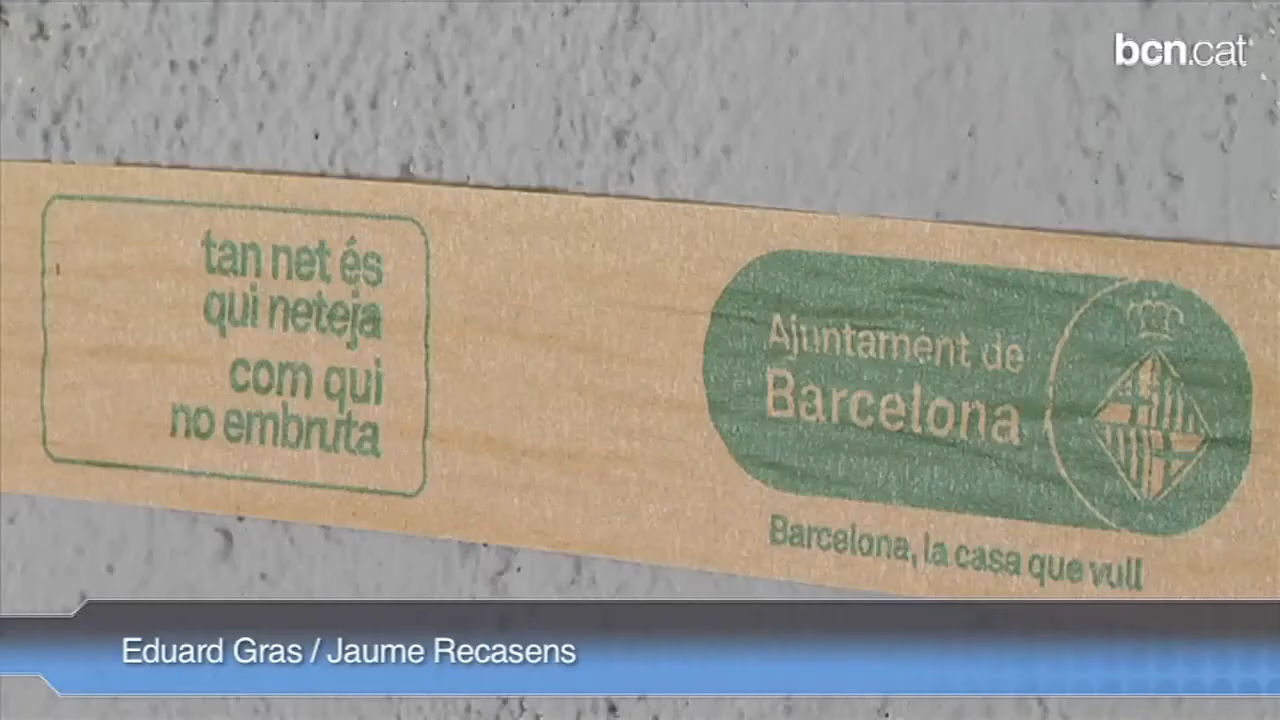 bcn.cat
tan net és
qui neteja
com qui
no embruta
Ajuntament de
Barcelona
Barcelona, la casa que vull
Eduard Gras / Jaume Recasens